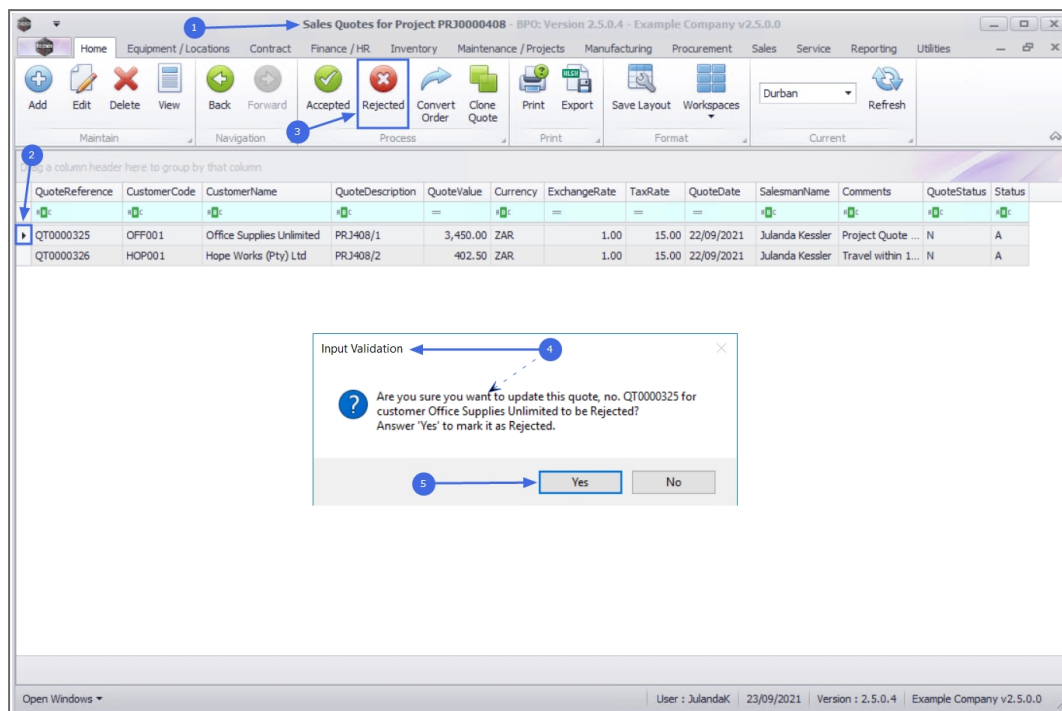 1
Sales Quotes for Project PRJ0000408 - BPO: Version 2.5.0.4 - Example Company v2.5.0.0
Home Equipment / Locations Contract Finance / HR Inventory Maintenance / Projects Manufacturing Procurement Sales Service Reporting Utilities
Add Edit Delete View Back Forward Accepted Rejected Convert Order Clone Quote Print Export Save Layout Workspaces Durban Refresh
3
Maintain Navigation Process Print Format Current
2
Drag a column header here to group by that column
QuoteReference CustomerCode CustomerName QuoteDescription QuoteValue Currency ExchangeRate TaxRate QuoteDate SalesmanName Comments QuoteStatus Status
QT0000325 OFF001 Office Supplies Unlimited PRJ408/1 3,450.00 ZAR 1.00 15.00 22/09/2021 Julanda Kessler Project Quote ... N A
QT0000326 HOP001 Hope Works (Pty) Ltd PRJ408/2 402.50 ZAR 1.00 15.00 22/09/2021 Julanda Kessler Travel within 1... N A
Input Validation 4
Are you sure you want to update this quote, no. QT0000325 for
customer Office Supplies Unlimited to be Rejected?
Answer 'Yes' to mark it as Rejected.
5 Yes No
Open Windows User : JulandaK 23/09/2021 Version : 2.5.0.4 Example Company v2.5.0.0